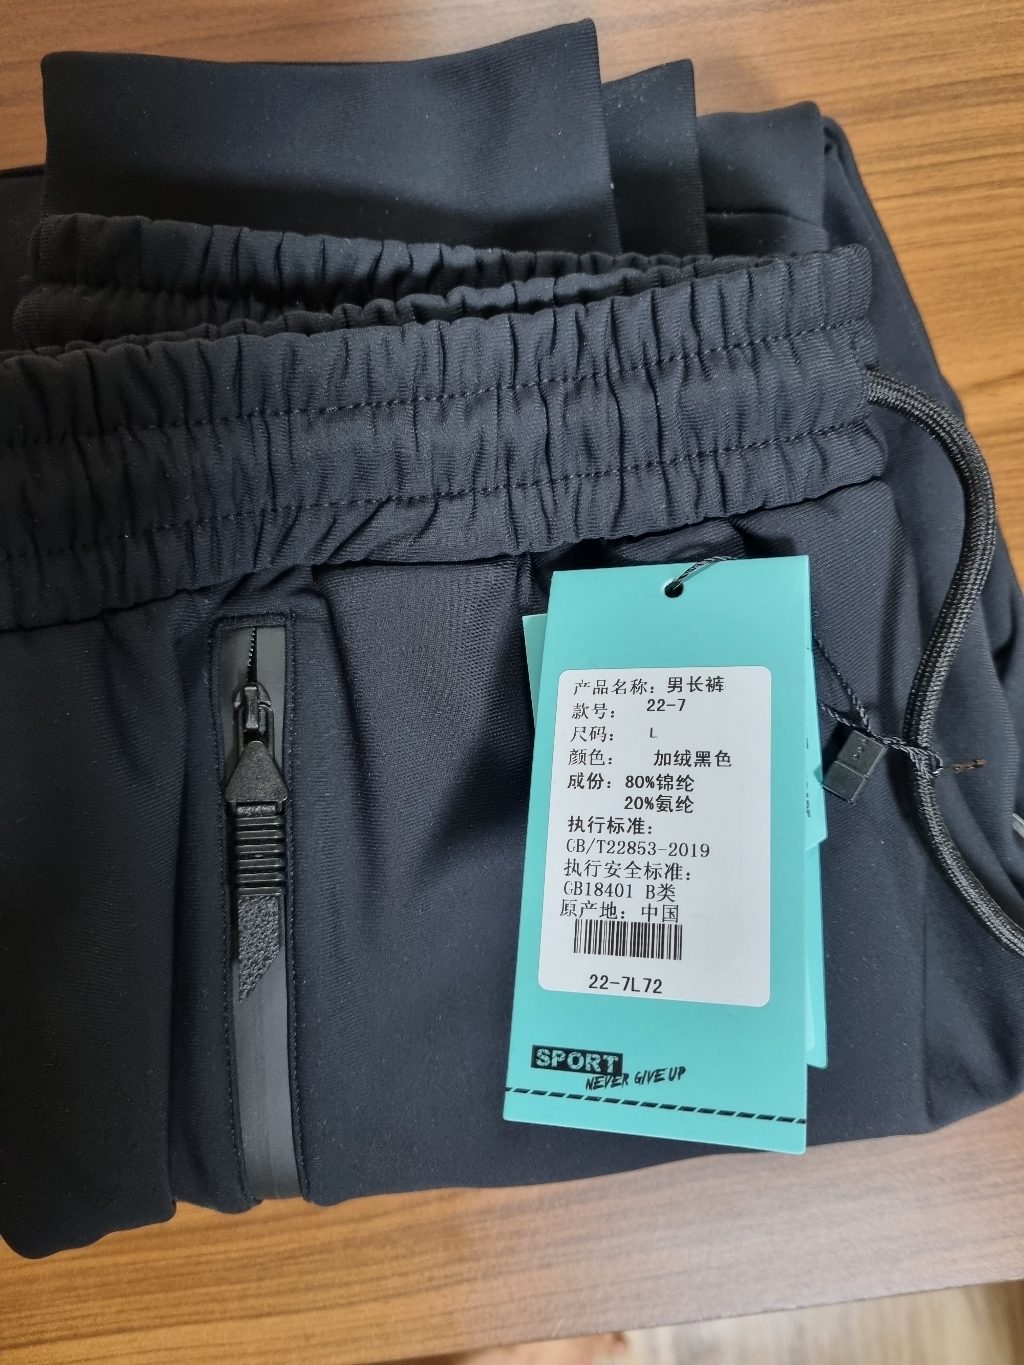 产品名称：男长裤
款号： 22-7
尺码： L
颜色： 加绒黑色
成份：80%锦纶
20%氨纶
执行标准：
GB/T22853-2019
执行安全标准：
GB18401 B类
原产地：中国
22-7L72
SPORT
NEVER GIVE UP